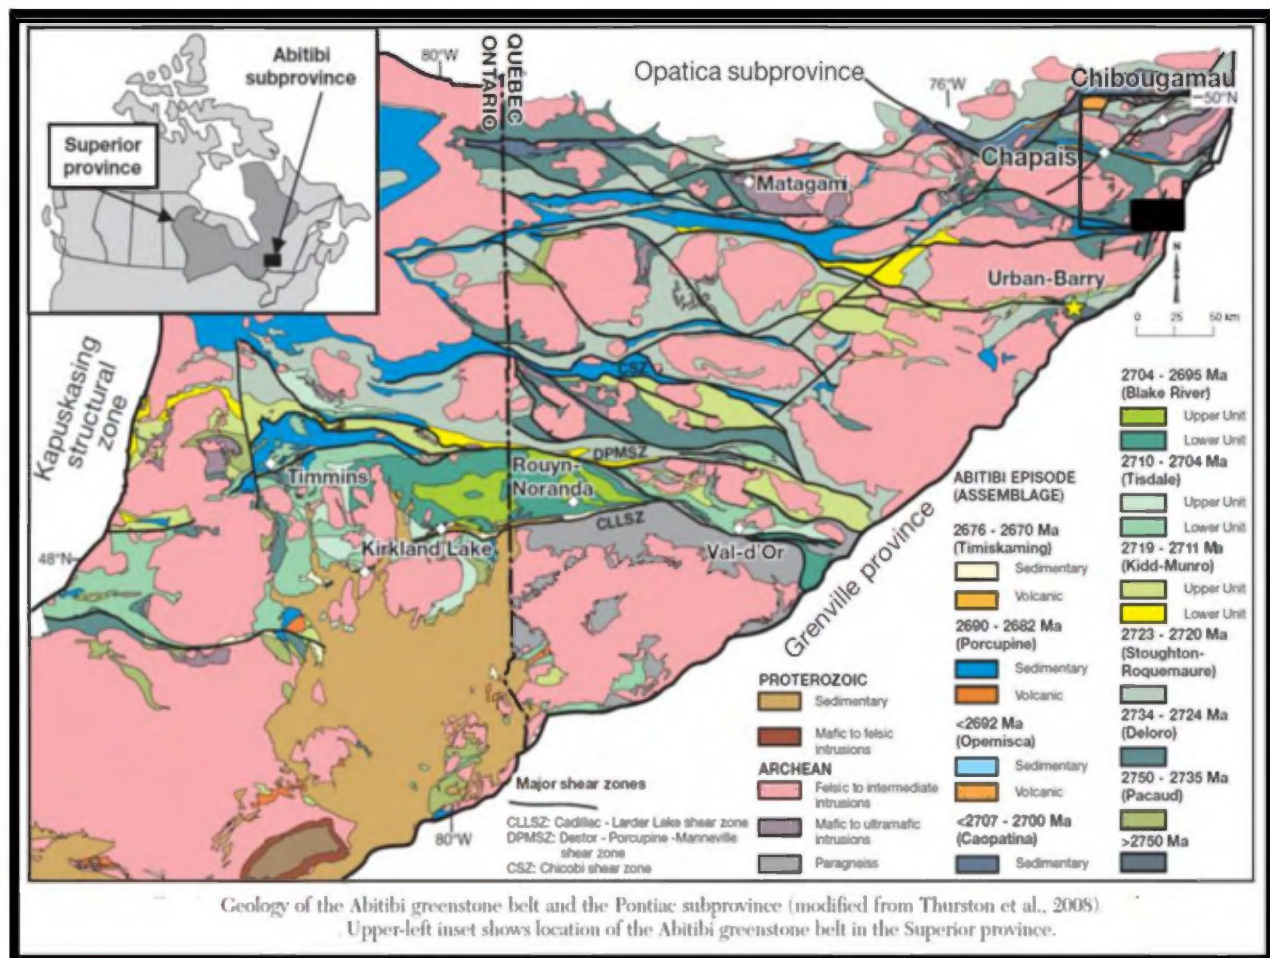 Abitibi
subprovince
Superior
province
80°W
QUEBEC
ONTARIO
Opatica subprovince
76°W
Chibougamau
50°N
Chapais
Matagami
N
Urban-Barry
0 25 50 km
Kapuskasing
structural
zone
CSZ
DPMSZ
Timmins
Rouyn-
Noranda
CLLSZ
Kirkland Lake
Val-d'Or
48°N
Grenville province
80°W
Major shear zones
CLLSZ: Cadillac - Larder Lake shear zone
DPMSZ: Destor - Porcupine -Manneville
shear zone
CSZ: Chicobi shear zone
PROTEROZOIC
Sedimentary
Mafic to felsic
intrusions
ARCHEAN
Felsic to intermediate
intrusions
Mafic to ultramafic
intrusions
Paragneiss
ABITIBI EPISODE
(ASSEMBLAGE)
2676 - 2670 Ma
(Timiskaming)
Sedimentary
Volcanic
2690 - 2682 Ma
(Porcupine)
Sedimentary
Volcanic
<2692 Ma
(Opemisca)
Sedimentary
Volcanic
<2707 - 2700 Ma
(Caopatina)
Sedimentary
2704 - 2695 Ma
(Blake River)
Upper Unit
Lower Unit
2710 - 2704 Ma
(Tisdale)
Upper Unit
Lower Unit
2719 - 2711 Ma
(Kidd-Munro)
Upper Unit
Lower Unit
2723 - 2720 Ma
(Stoughton-
Roquemaure)
2734 - 2724 Ma
(Deloro)
2750 - 2735 Ma
(Pacaud)
>2750 Ma
Geology of the Abitibi greenstone belt and the Pontiac subprovince (modified from Thurston et al., 2008)
Upper-left inset shows location of the Abitibi greenstone belt in the Superior province.